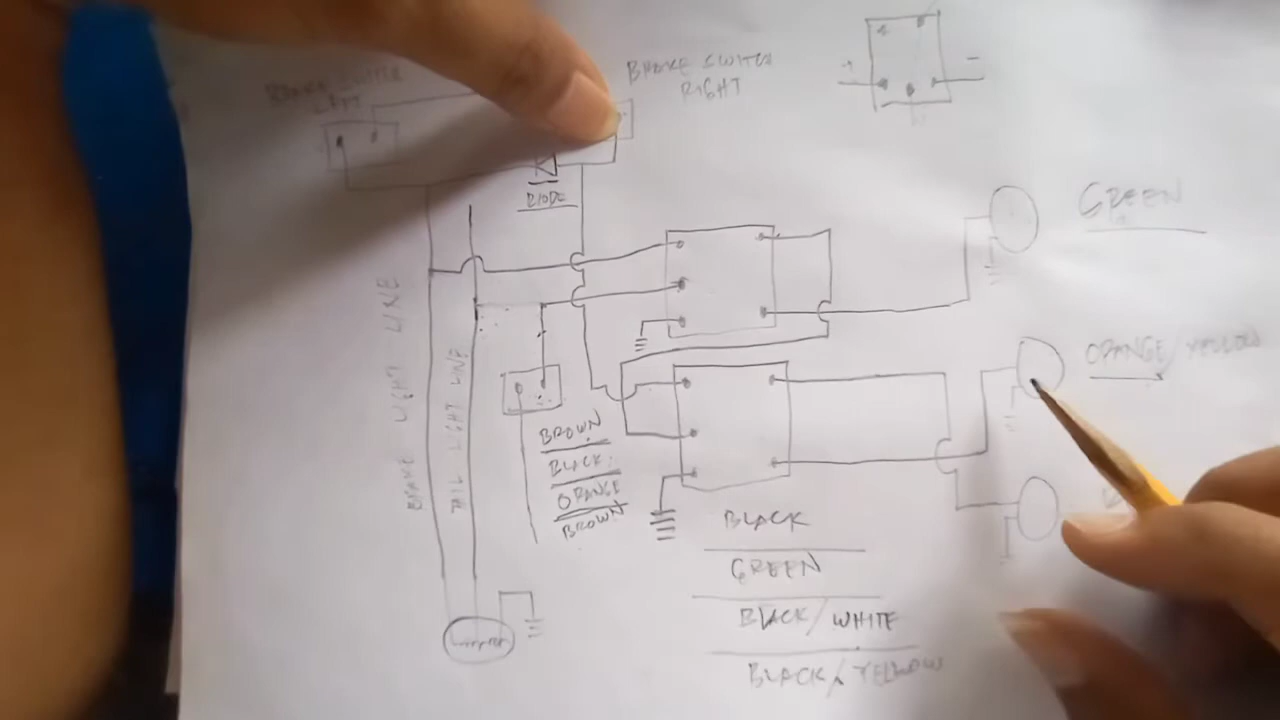 BRAKE SWITCH
LEFT
BRAKE SWITCH
RIGHT
DIODE
GREEN
BRAKE LIGHT LINE
TAIL LIGHT LINE
ORANGE/YELLOW
BROWN
BLACK
ORANGE
BROWN
BLACK
GREEN
BLACK/WHITE
BLACK/YELLOW